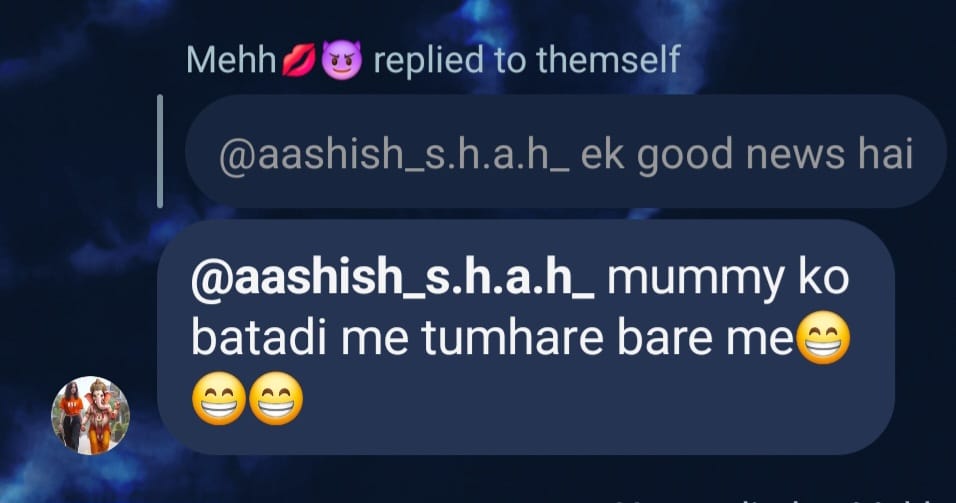 Mehh💋😈 replied to themself
@aashish_s.h.a.h_ ek good news hai
@aashish_s.h.a.h_ mummy ko
batadi me tumhare bare me😁
😁😁